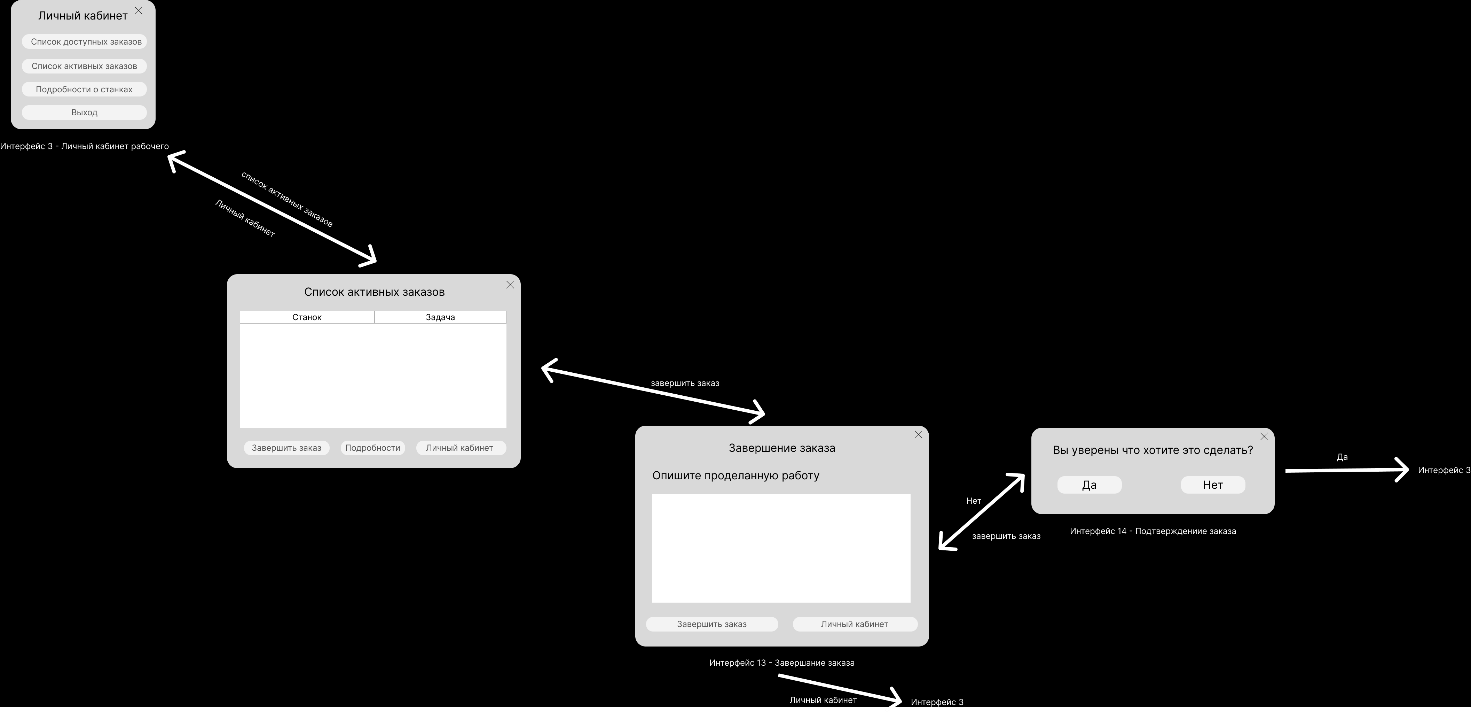 Личный кабинет
Список доступных заказов
Список активных заказов
Подробности о станках
Выход
Интерфейс 3 - Личный кабинет рабочего
список активных заказов
Личный кабинет
Список активных заказов
Станок Задача
Завершить заказ Подробности Личный кабинет
завершить заказ
Завершение заказа
Опишите проделанную работу
Завершить заказ Личный кабинет
Интерфейс 13 - Завершание заказа
Личный кабинет
Интерфейс 3
Нет
завершить заказ
Вы уверены что хотите это сделать?
Да Нет
Интерфейс 14 - Подтверждениие заказа
Да
Интеофейс 3